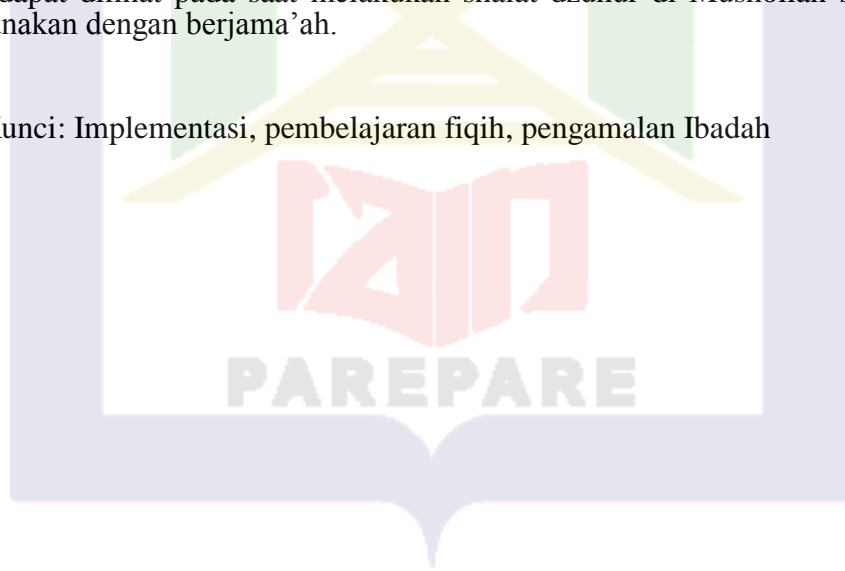 dapat dilihat pada saat melakukan shalat dzuhur di Mushollah s
unakan dengan berjama’ah.
unci: Implementasi, pembelajaran fiqih, pengamalan Ibadah
PAREPARE